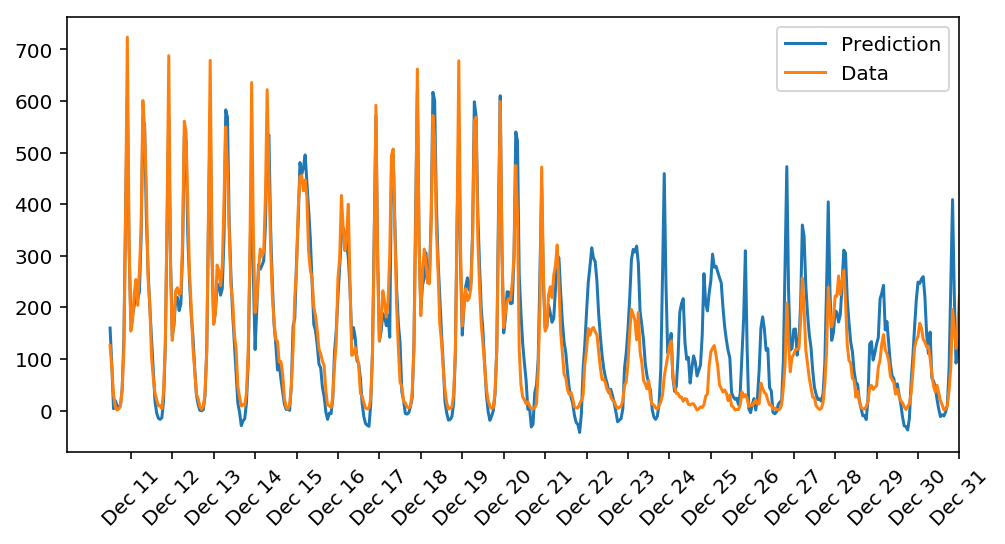 700
600
500
400
300
200
100
0
Prediction
Data
Dec 11
Dec 12
Dec 13
Dec 14
Dec 15
Dec 16
Dec 17
Dec 18
Dec 19
Dec 20
Dec 21
Dec 22
Dec 23
Dec 24
Dec 25
Dec 26
Dec 27
Dec 28
Dec 29
Dec 30
Dec 31